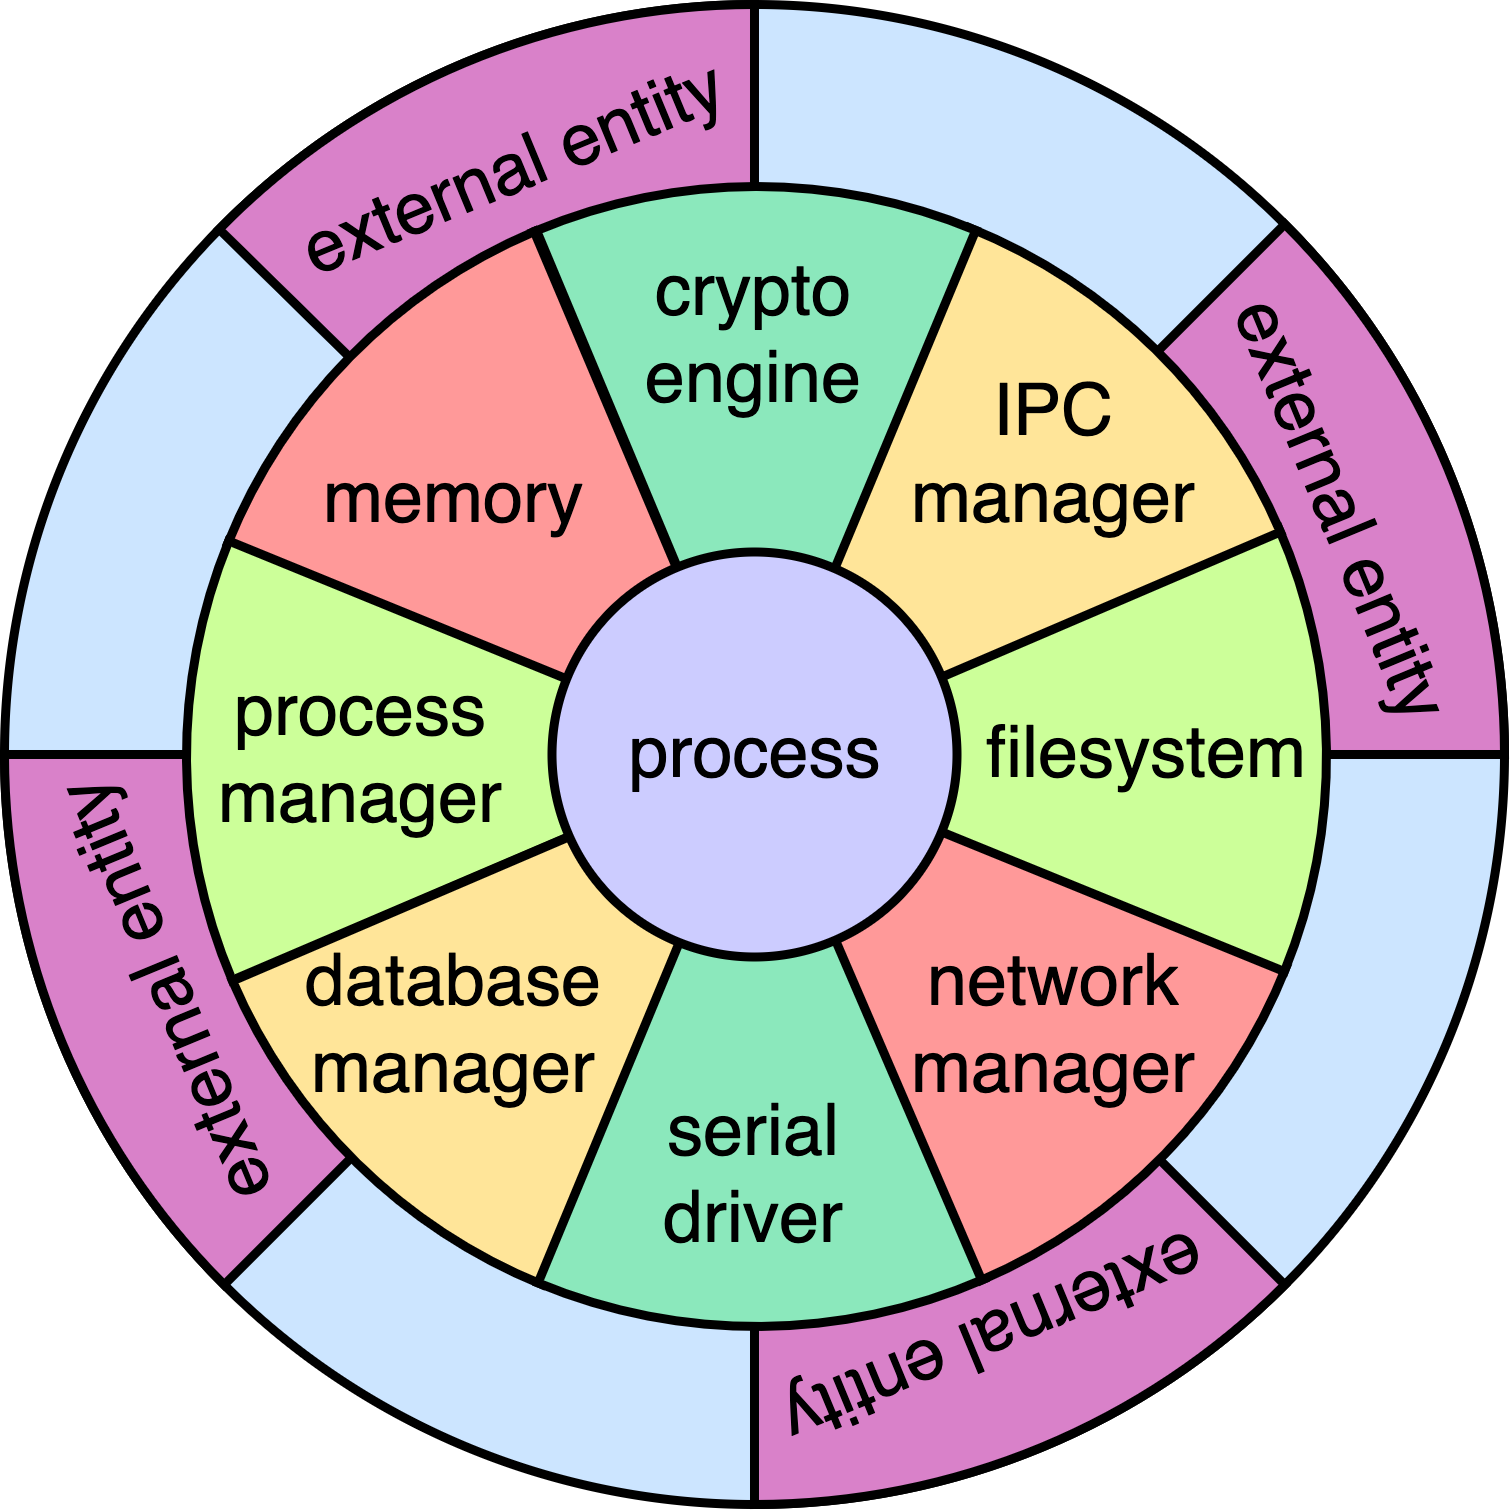 external entity
crypto
engine
IPC
manager
external entity
memory
process
manager
process
filesystem
external entity
database
manager
network
manager
serial
driver
external entity